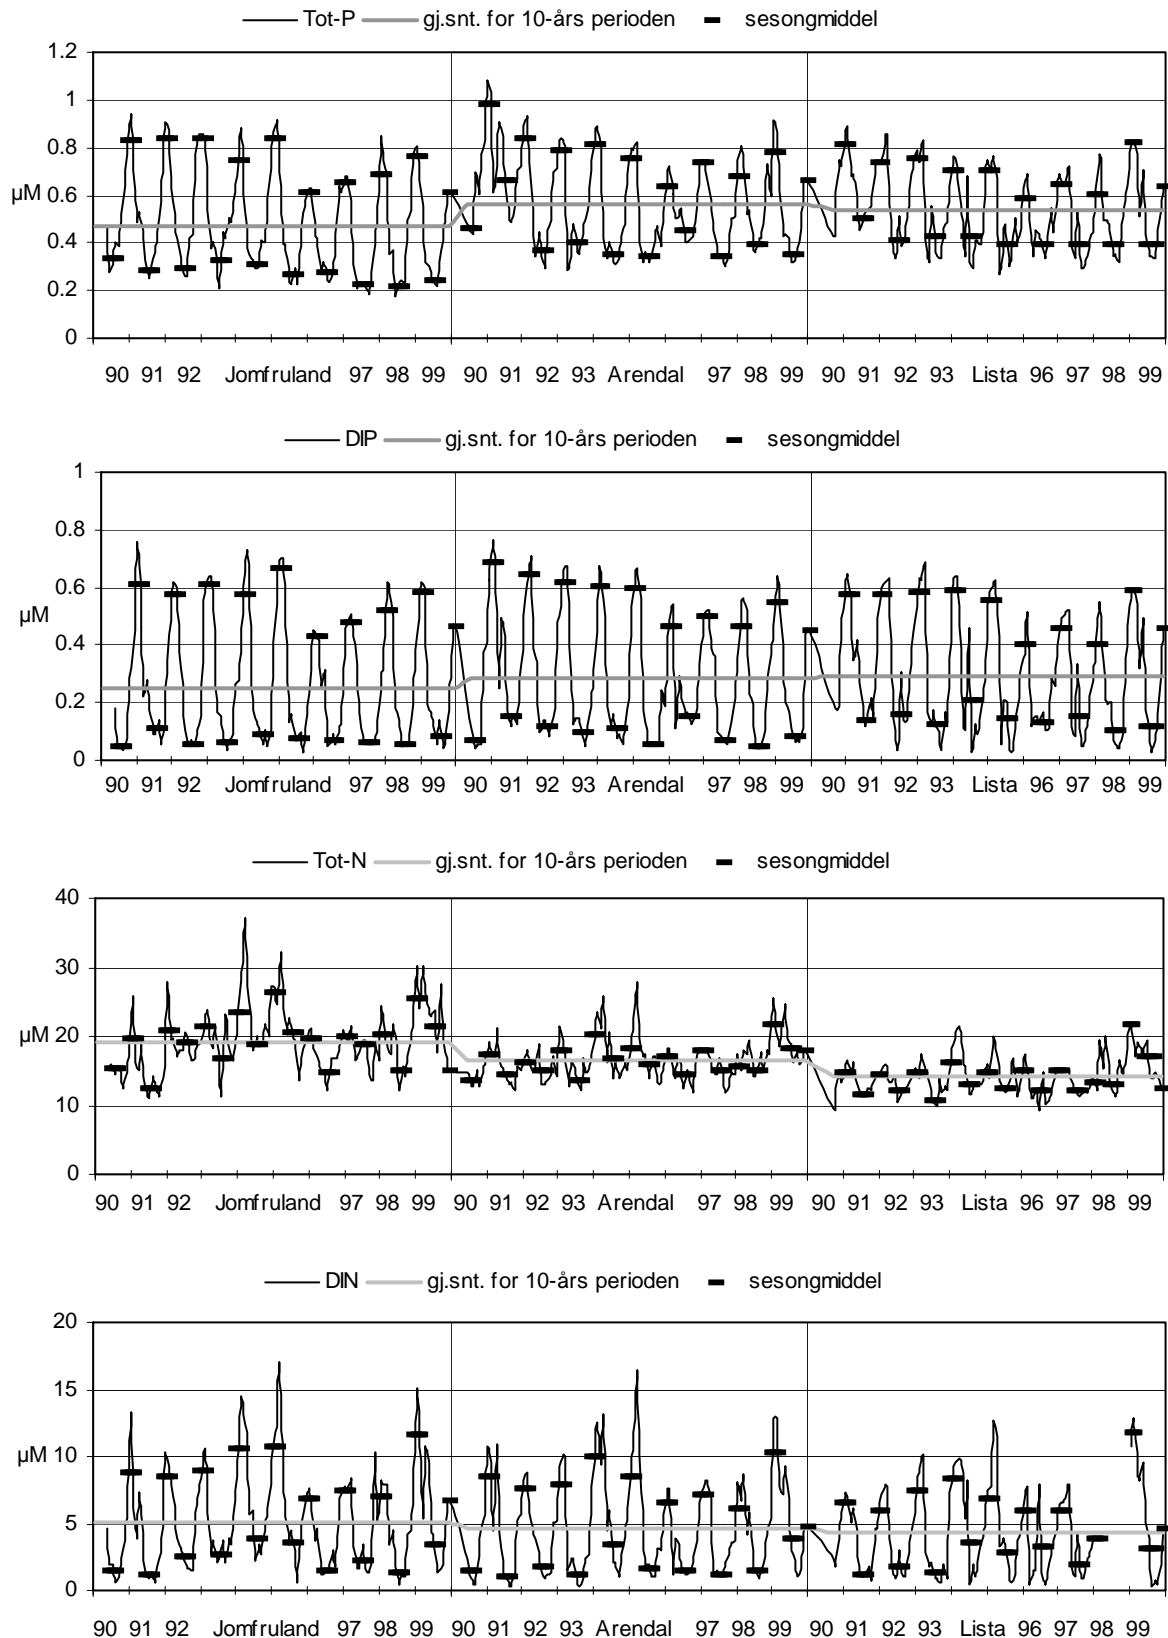 Tot-P gj.snt. for 10-års perioden sesongmiddel
1.2
1
0.8
µM 0.6
0.4
0.2
0
90 91 92 Jomfruland 97 98 99 90 91 92 93 Arendal 97 98 99 90 91 92 93 Lista 96 97 98 99
DIP gj.snt. for 10-års perioden sesongmiddel
1
0.8
0.6
µM
0.4
0.2
0
90 91 92 Jomfruland 97 98 99 90 91 92 93 Arendal 97 98 99 90 91 92 93 Lista 96 97 98 99
Tot-N gj.snt. for 10-års perioden sesongmiddel
40
30
µM 20
10
0
90 91 92 Jomfruland 97 98 99 90 91 92 93 Arendal 97 98 99 90 91 92 93 Lista 96 97 98 99
DIN gj.snt. for 10-års perioden sesongmiddel
20
15
µM 10
5
0
90 91 92 Jomfruland 97 98 99 90 91 92 93 Arendal 97 98 99 90 91 92 93 Lista 96 97 98 99